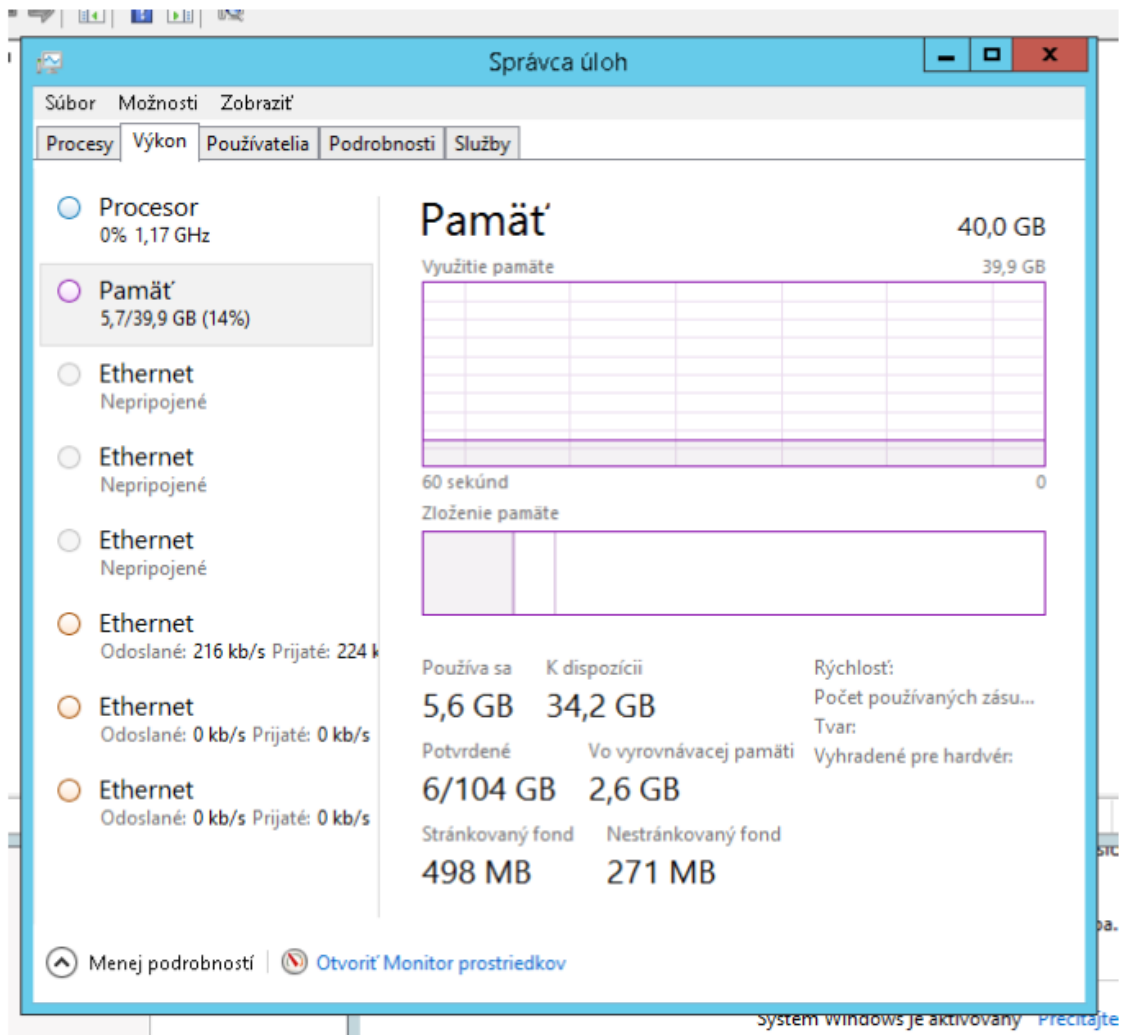 Správca úloh
Súbor Možnosti Zobraziť
Procesy Výkon Používatelia Podrobnosti Služby
Procesor
0% 1,17 GHz
Pamäť
5,7/39,9 GB (14%)
Ethernet
Nepripojené
Ethernet
Nepripojené
Ethernet
Nepripojené
Ethernet
Odoslané: 216 kb/s Prijaté: 224 k
Ethernet
Odoslané: 0 kb/s Prijaté: 0 kb/s
Ethernet
Odoslané: 0 kb/s Prijaté: 0 kb/s
Pamäť 40,0 GB
Využitie pamäte 39,9 GB
60 sekúnd 0
Zloženie pamäte
Používa sa K dispozícii
5,6 GB 34,2 GB
Potvrdené Vo vyrovnávacej pamäti
6/104 GB 2,6 GB
Stránkovaný fond Nestránkovaný fond
498 MB 271 MB
Rýchlosť:
Počet používaných zásu...
Tvar:
Vyhradené pre hardvér:
Menej podrobností Otvoriť Monitor prostriedkov
Systém Windows je aktivovaný Prečítajte